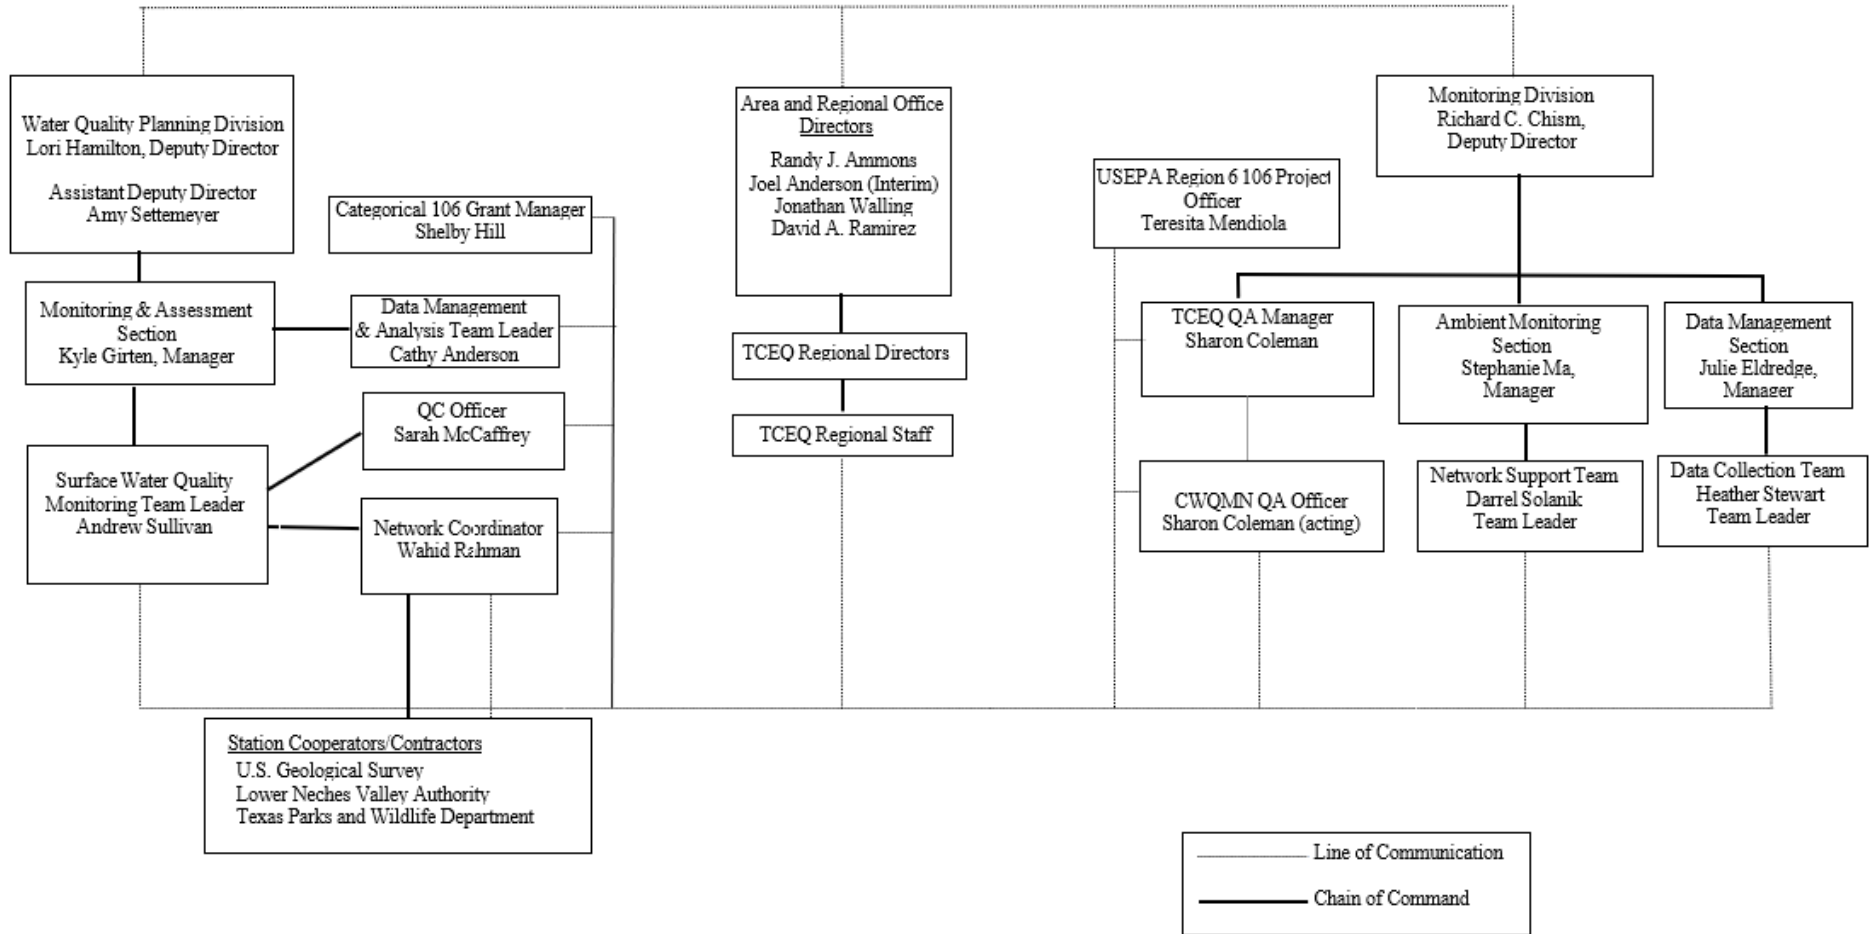 Water Quality Planning Division
Lori Hamilton, Deputy Director
Assistant Deputy Director
Amy Settemeyer
Categorical 106 Grant Manager
Shelby Hill
Monitoring & Assessment
Section
Kyle Girten, Manager
Data Management
& Analysis Team Leader
Cathy Anderson
QC Officer
Sarah McCaffrey
Surface Water Quality
Monitoring Team Leader
Andrew Sullivan
Network Coordinator
Wahid Rahman
Station Cooperators/Contractors
U.S. Geological Survey
Lower Neches Valley Authority
Texas Parks and Wildlife Department
Area and Regional Office
Directors
Randy J. Ammons
Joel Anderson (Interim)
Jonathan Walling
David A. Ramirez
TCEQ Regional Directors
TCEQ Regional Staff
Monitoring Division
Richard C. Chism,
Deputy Director
USEPA Region 6 106 Project
Officer
Teresita Mendiola
TCEQ QA Manager
Sharon Coleman
Ambient Monitoring
Section
Stephanie Ma,
Manager
Data Management
Section
Julie Eldredge,
Manager
CWQMN QA Officer
Sharon Coleman (acting)
Network Support Team
Darrel Solanik
Team Leader
Data Collection Team
Heather Stewart
Team Leader
Line of Communication
Chain of Command